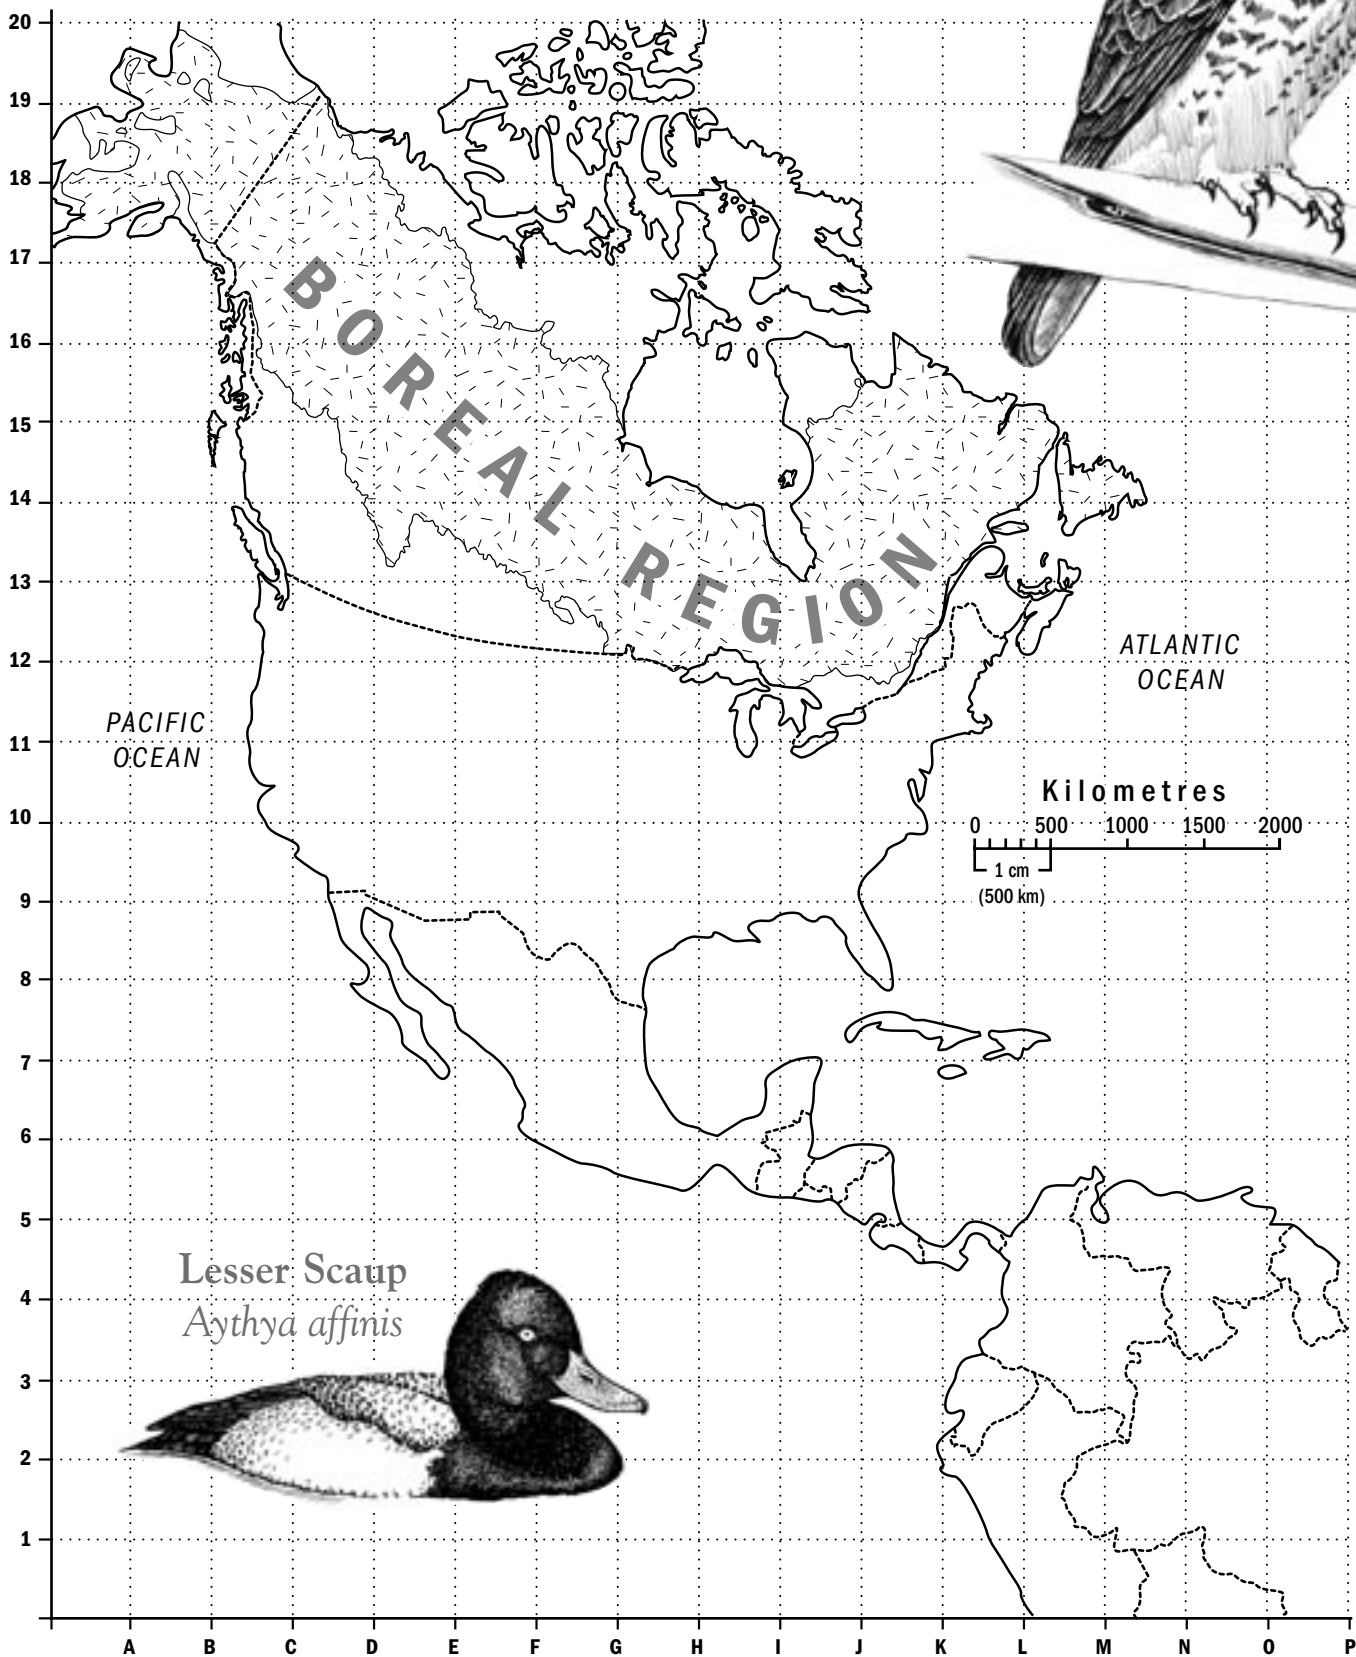 20
19
18
17
16
15
14
13
12
11
10
9
8
7
6
5
4
3
2
1
BOREAL REGION
PACIFIC
OCEAN
ATLANTIC
OCEAN
Kilometres
0 500 1000 1500 2000
1 cm
(500 km)
Lesser Scaup
Aythya affinis
A B C D E F G H I J K L M N O P